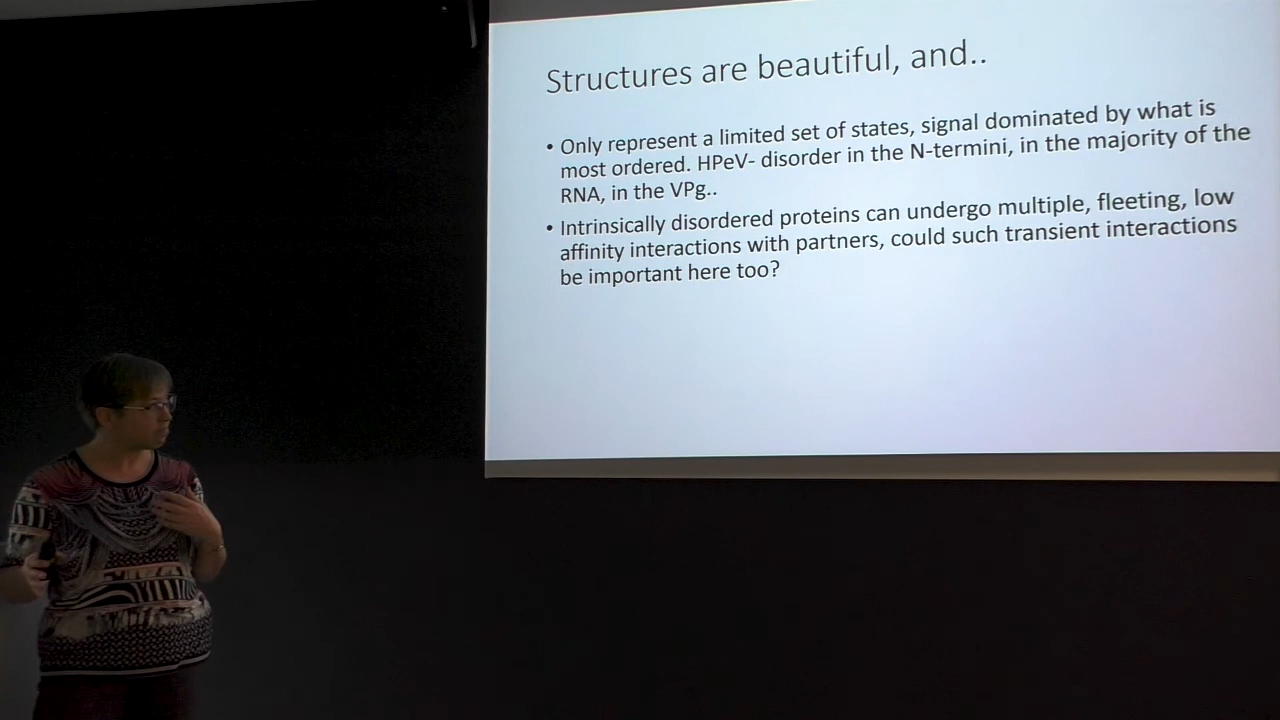 Structures are beautiful, and..
• Only represent a limited set of states, signal dominated by what is
most ordered. HPeV- disorder in the N-termini, in the majority of the
RNA, in the VPg..
• Intrinsically disordered proteins can undergo multiple, fleeting, low
affinity interactions with partners, could such transient interactions
be important here too?